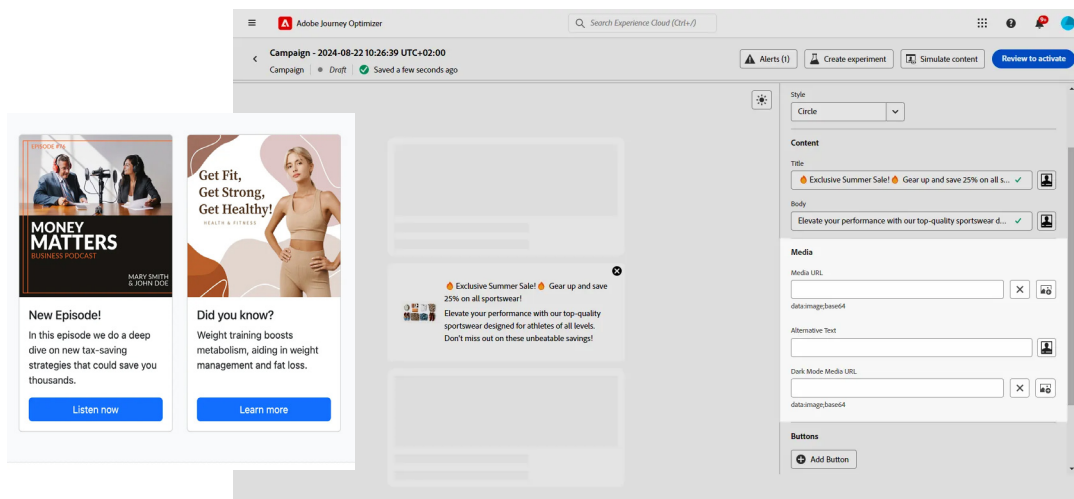 Adobe Journey Optimizer
Search Experience Cloud (Ctrl+/)
9+
Campaign - 2024-08-22 10:26:39 UTC+02:00
Campaign
Draft
Saved a few seconds ago
Alerts (1)
Create experiment
Simulate content
Review to activate
EPISODE #76
MONEY
MATTERS
BUSINESS PODCAST
MARY SMITH
& JOHN DOE
New Episode!
In this episode we do a deep
dive on new tax-saving
strategies that could save you
thousands.
Listen now
Get Fit,
Get Strong,
Get Healthy!
HEALTH & FITNESS
Did you know?
Weight training boosts
metabolism, aiding in weight
management and fat loss.
Learn more
🔥 Exclusive Summer Sale! 🔥 Gear up and save
25% on all sportswear!
Elevate your performance with our top-quality
sportswear designed for athletes of all levels.
Don't miss out on these unbeatable savings!
Style
Circle
Content
Title
🔥 Exclusive Summer Sale! 🔥 Gear up and save 25% on all s...
Body
Elevate your performance with our top-quality sportswear d...
Media
Media URL
data:image;base64
Alternative Text
Dark Mode Media URL
data:image;base64
Buttons
Add Button